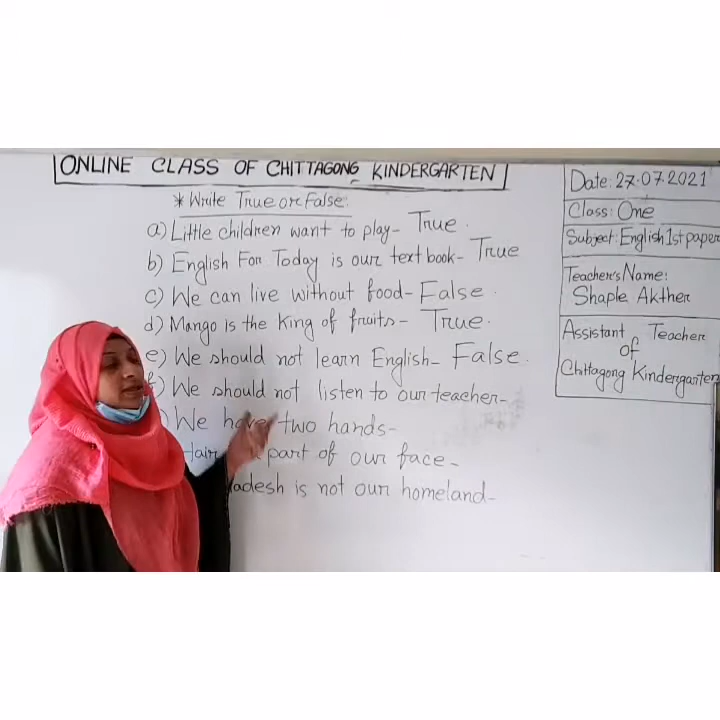 ONLINE CLASS OF CHITTAGONG KINDERGARTEN
* Write True or False:
a) Little children want to play- True.
b) English For Today is our text book- True
c) We can live without food- False.
d) Mango is the King of fruits- True.
e) We should not learn English- False.
) We should not listen to our teacher-
) We have two hands-
part of our face-
is not our homeland-
Date: 27.07.2021
Class: One
Subject: English 1st paper
Teacher's Name:
Shaple Akther
Assistant Teacher
of
Chittagong Kindergarten